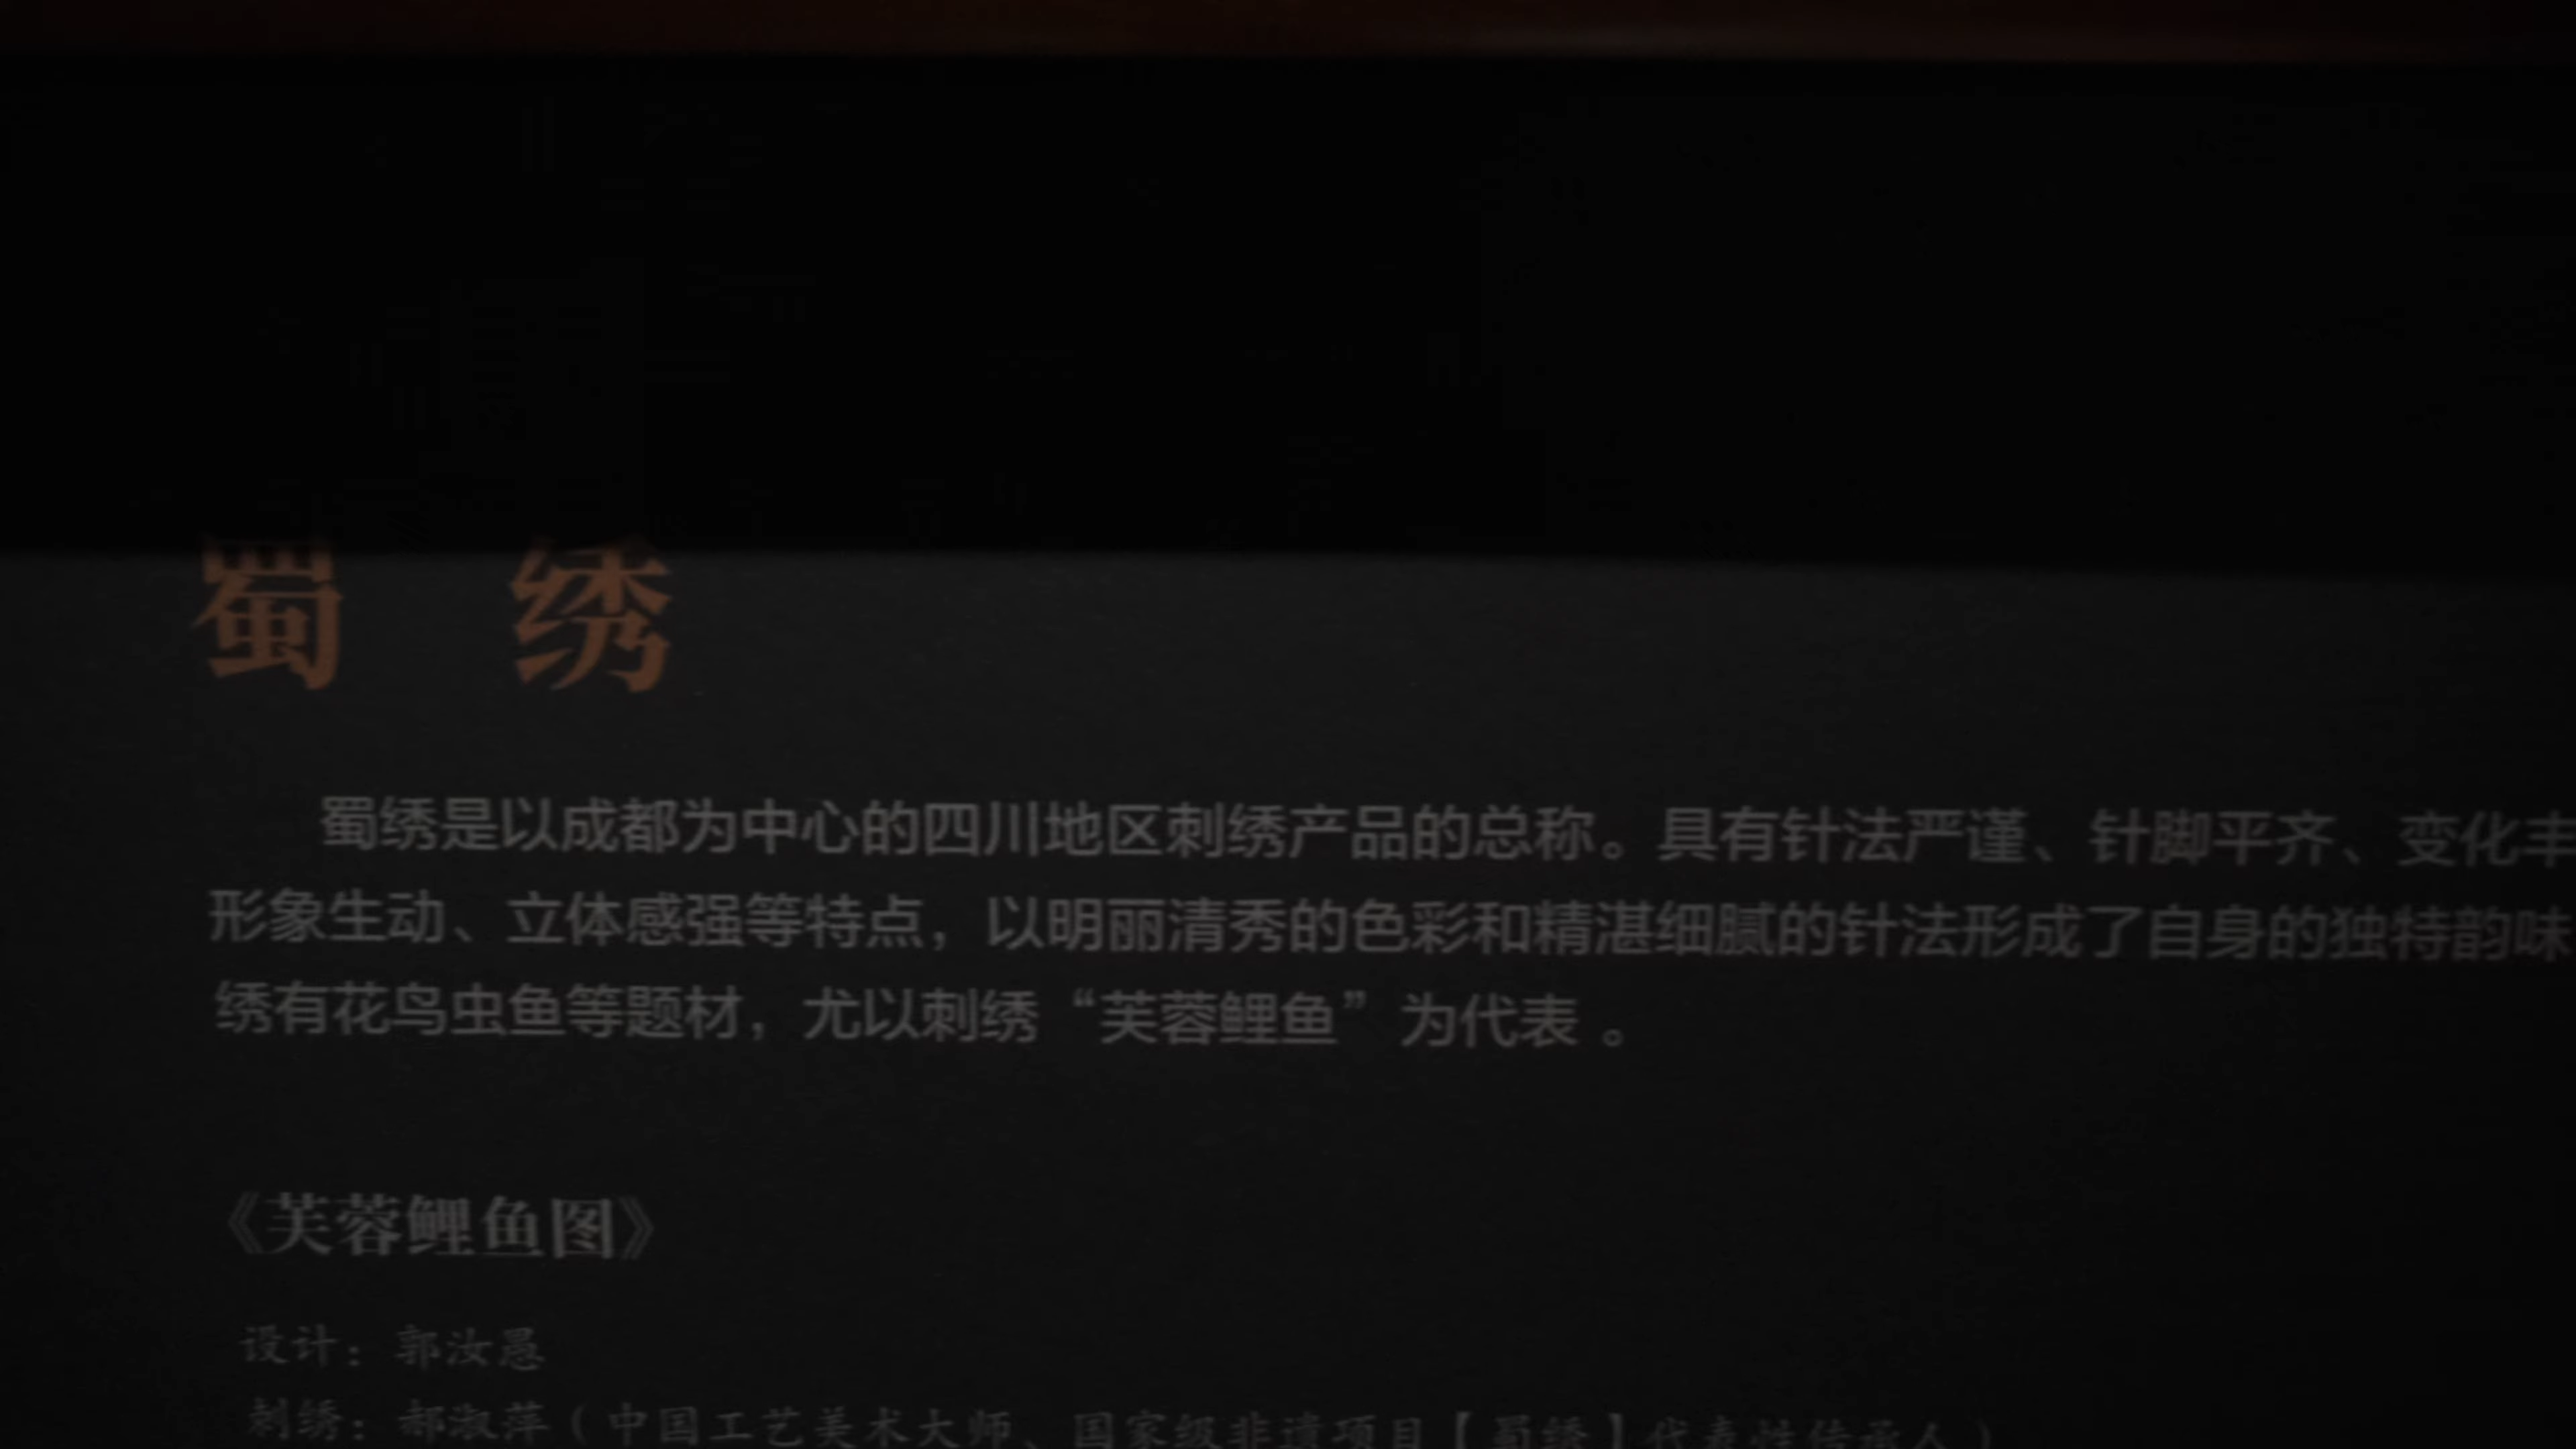 蜀 绣
蜀绣是以成都为中心的四川地区刺绣产品的总称。具有针法严谨、针脚平齐、变化丰
形象生动、立体感强等特点，以明丽清秀的色彩和精湛细腻的针法形成了自身的独特韵味
绣有花鸟虫鱼等题材，尤以刺绣“芙蓉鲤鱼”为代表 。
《芙蓉鲤鱼图》
设计：郭汝愚
刺绣：郝淑萍（中国工艺美术大师、国家级非遗项目【蜀绣】代表性传承人）